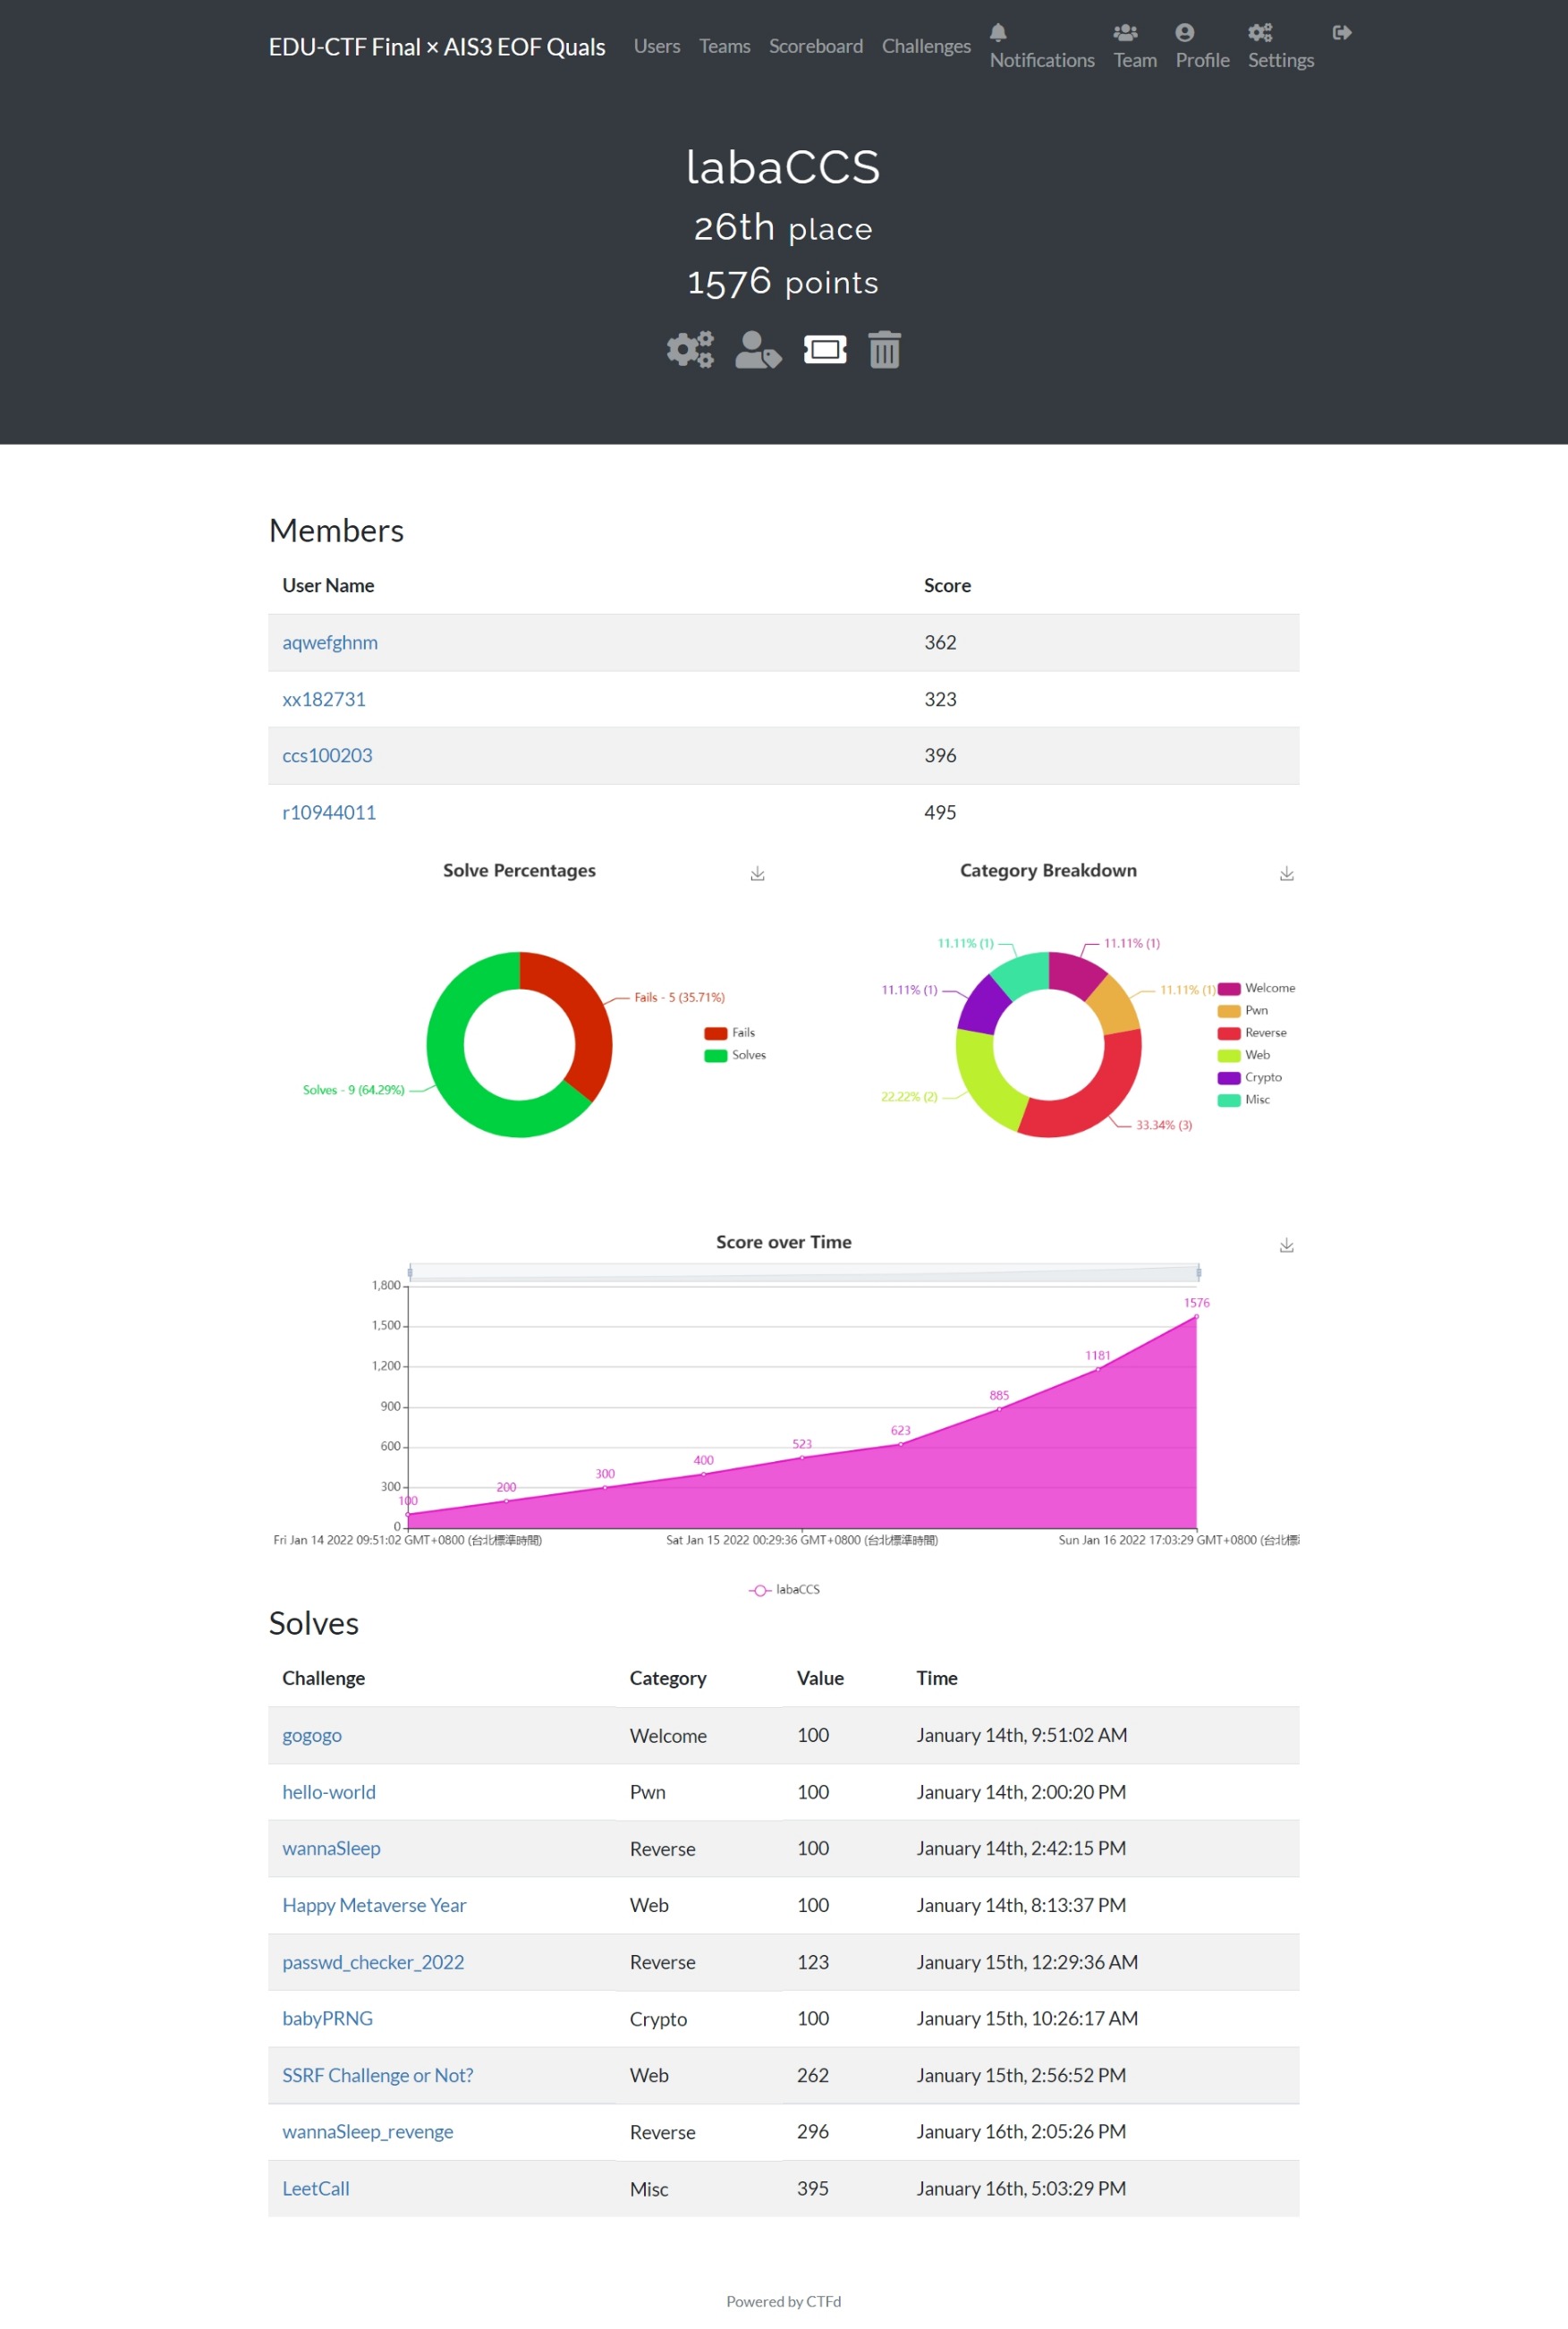 EDU-CTF Final × AIS3 EOF Quals Users Teams Scoreboard Challenges Notifications Team Profile Settings
labaCCS
26th place
1576 points
Members
User Name Score
aqwefghnm 362
xx182731 323
ccs100203 396
r10944011 495
Solve Percentages
Fails - 5 (35.71%)
Solves - 9 (64.29%)
Fails
Solves
Category Breakdown
11.11% (1) 11.11% (1)
11.11% (1) 11.11% (1)
22.22% (2)
33.34% (3)
Welcome
Pwn
Reverse
Web
Crypto
Misc
Score over Time
1,800
1,500
1,200
900
600
300
0
100
200
300
400
523
623
885
1181
1576
Fri Jan 14 2022 09:51:02 GMT+0800 (台北標準時間) Sat Jan 15 2022 00:29:36 GMT+0800 (台北標準時間) Sun Jan 16 2022 17:03:29 GMT+0800 (台北標
labaCCS
Solves
Challenge Category Value Time
gogogo Welcome 100 January 14th, 9:51:02 AM
hello-world Pwn 100 January 14th, 2:00:20 PM
wannaSleep Reverse 100 January 14th, 2:42:15 PM
Happy Metaverse Year Web 100 January 14th, 8:13:37 PM
passwd_checker_2022 Reverse 123 January 15th, 12:29:36 AM
babyPRNG Crypto 100 January 15th, 10:26:17 AM
SSRF Challenge or Not? Web 262 January 15th, 2:56:52 PM
wannaSleep_revenge Reverse 296 January 16th, 2:05:26 PM
LeetCall Misc 395 January 16th, 5:03:29 PM
Powered by CTFd